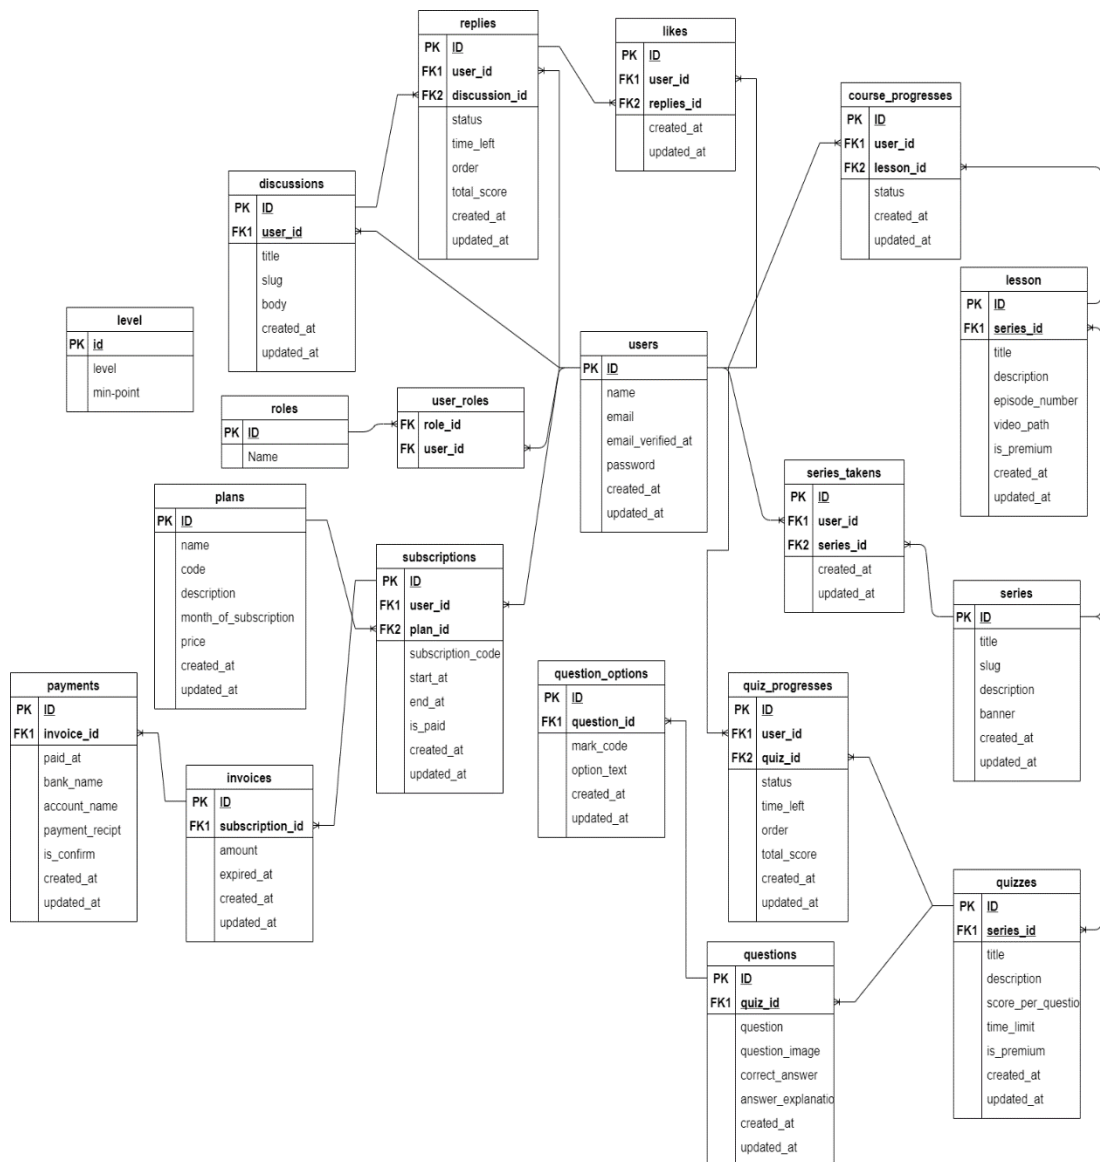 replies
PK ID
FK1 user_id
FK2 discussion_id
status
time_left
order
total_score
created_at
updated_at
likes
PK ID
FK1 user_id
FK2 replies_id
created_at
updated_at
course_progresses
PK ID
FK1 user_id
FK2 lesson_id
status
created_at
updated_at
discussions
PK ID
FK1 user_id
title
slug
body
created_at
updated_at
lesson
PK ID
FK1 series_id
title
description
episode_number
video_path
is_premium
created_at
updated_at
level
PK id
level
min-point
users
PK ID
name
email
email_verified_at
password
created_at
updated_at
roles
PK ID
Name
user_roles
FK role_id
FK user_id
series_takens
PK ID
FK1 user_id
FK2 series_id
created_at
updated_at
plans
PK ID
name
code
description
month_of_subscription
price
created_at
updated_at
subscriptions
PK ID
FK1 user_id
FK2 plan_id
subscription_code
start_at
end_at
is_paid
created_at
updated_at
series
PK ID
title
slug
description
banner
created_at
updated_at
payments
PK ID
FK1 invoice_id
paid_at
bank_name
account_name
payment_recipt
is_confirm
created_at
updated_at
question_options
PK ID
FK1 question_id
mark_code
option_text
created_at
updated_at
quiz_progresses
PK ID
FK1 user_id
FK2 quiz_id
status
time_left
order
total_score
created_at
updated_at
invoices
PK ID
FK1 subscription_id
amount
expired_at
created_at
updated_at
quizzes
PK ID
FK1 series_id
title
description
score_per_questio
time_limit
is_premium
created_at
updated_at
questions
PK ID
FK1 quiz_id
question
question_image
correct_answer
answer_explanatio
created_at
updated_at